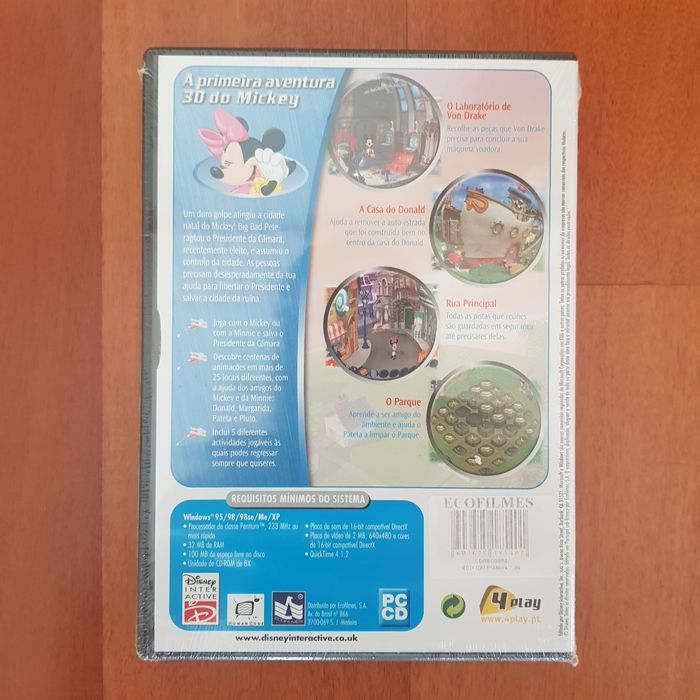 A primeira aventura
3D do Mickey
Um duro golpe atingiu a cidade
natal do Mickey! Big Bad Pete
raptou o Presidente da Câmara,
recentemente eleito, e assumiu o
controlo da cidade. As pessoas
precisam desesperadamente da tua
ajuda para libertar o Presidente e
salvar a cidade da ruína.
Joga com o Mickey ou
com a Minnie e salva o
Presidente da Câmara
Descobre centenas de
animações em mais de
25 locais diferentes, com
a ajuda dos amigos do
Mickey e da Minnie:
Donald, Margarida,
Pateta e Pluto.
Inclui 5 diferentes
actividades jogáveis às
quais podes regressar
sempre que quiseres.
O Laboratório de
Von Drake
Recolhe as peças que Von Drake
precisa para concluir a sua
máquina voadora.
A Casa do Donald
Ajuda a remover a auto-estrada
que foi construída bem no
centro da casa do Donald.
Rua Principal
Todas as pistas que reúnes
são guardadas em segurança
até precisares delas.
O Parque
Aprende a ser amigo do
ambiente e ajuda o
Pateta a limpar o Parque.
REQUISITOS MÍNIMOS DO SISTEMA
Windows® 95/98/98se/Me/XP
• Processador de classe Pentium™, 233 MHz ou
mais rápido
• 32 MB de RAM
• 100 MB de espaço livre no disco
• Unidade de CD-ROM de 8X
• Placa de som de 16-bit compatível DirectX
• Placa de vídeo de 2 MB, 640x480 e cores
de 16-bit compatível DirectX
• QuickTime 4.1.2
ECOFILMES
Disney
INTER
ACTIVE
Distribuído por Ecofilmes, S.A.
Av. do Brasil nº 866
3700-069 S. J. Madeira
PC
CD
4play
www.4play.pt
www.disneyinteractive.co.uk